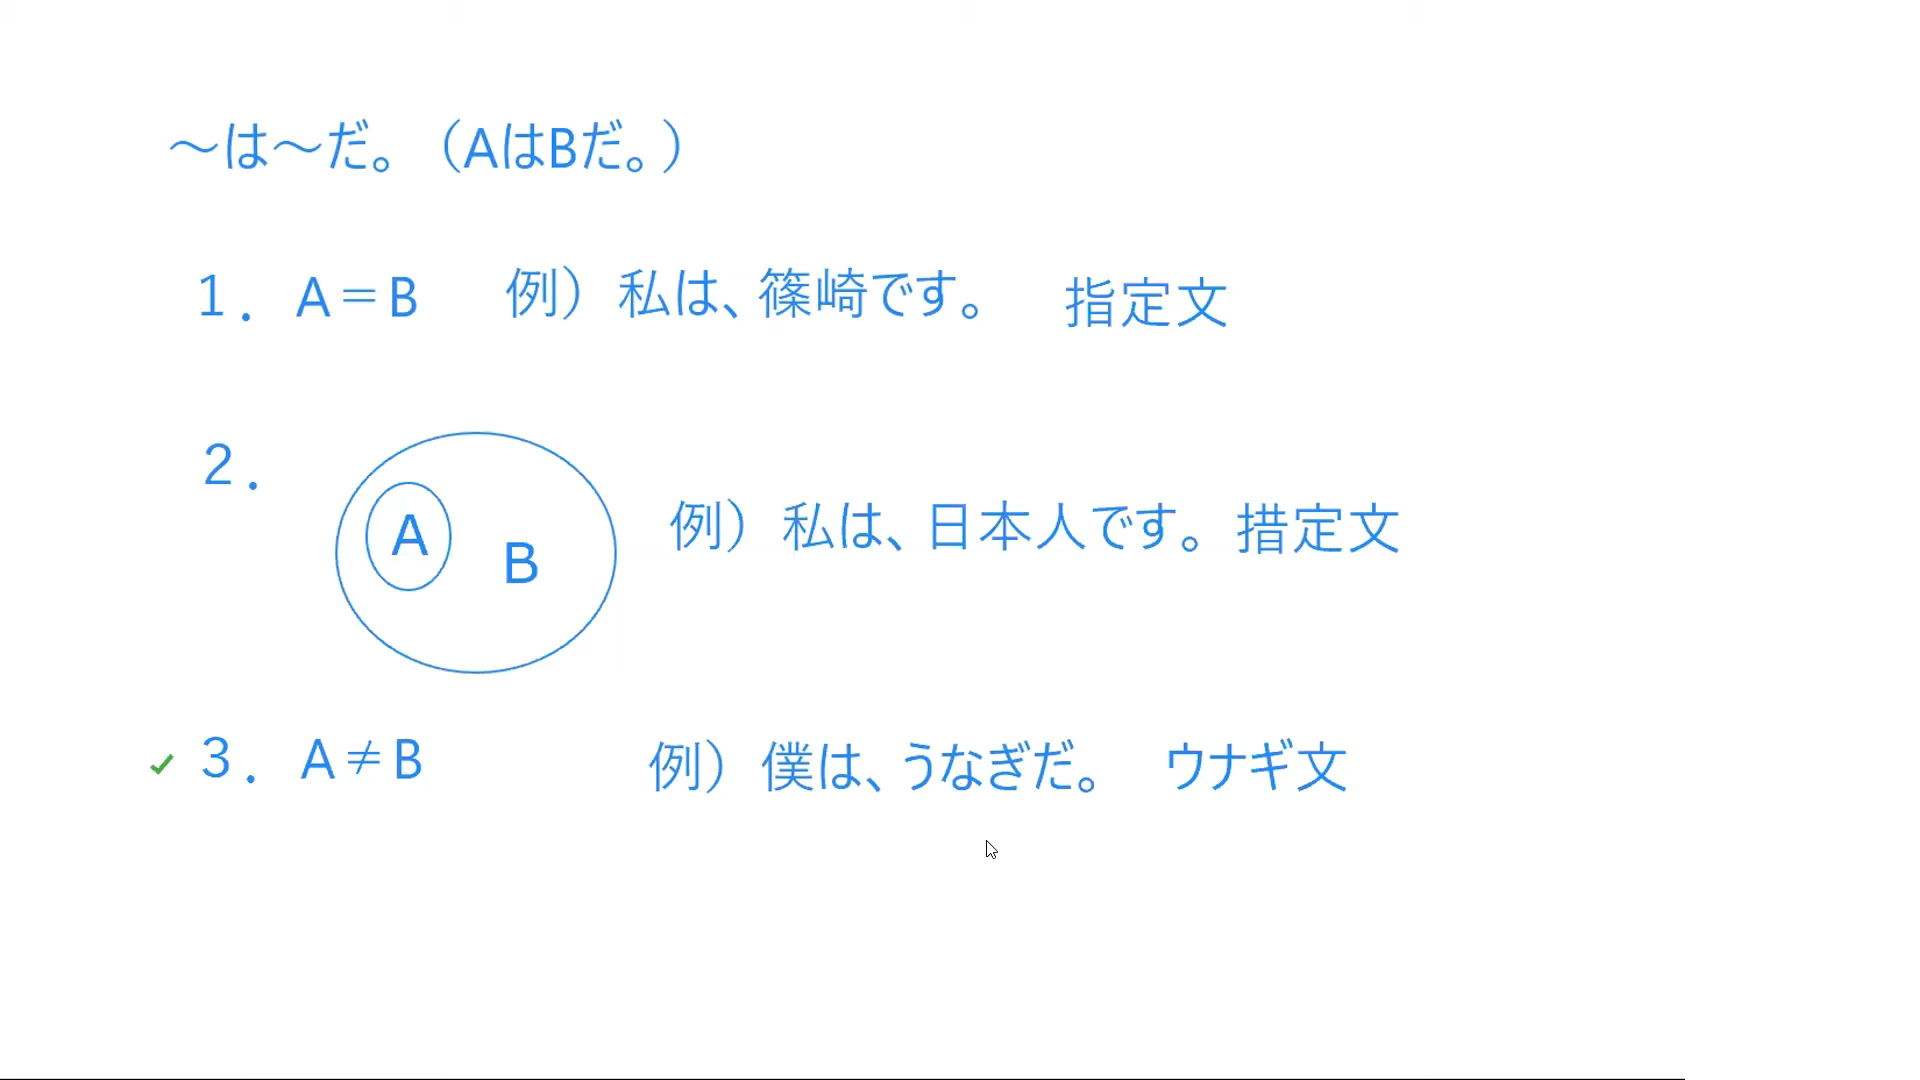 ～は～だ。（AはBだ。）
１．A＝B　例）私は、篠崎です。　指定文
２．
A
B
例）私は、日本人です。措定文
３．A≠B　例）僕は、うなぎだ。　ウナギ文